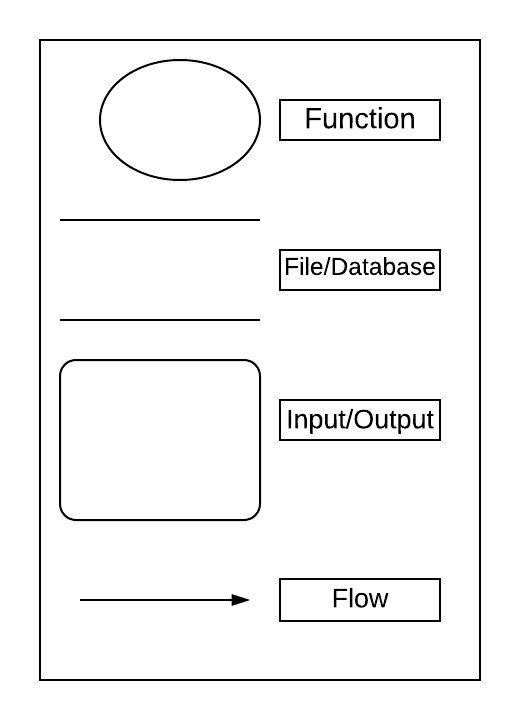 Function
File/Database
Input/Output
Flow